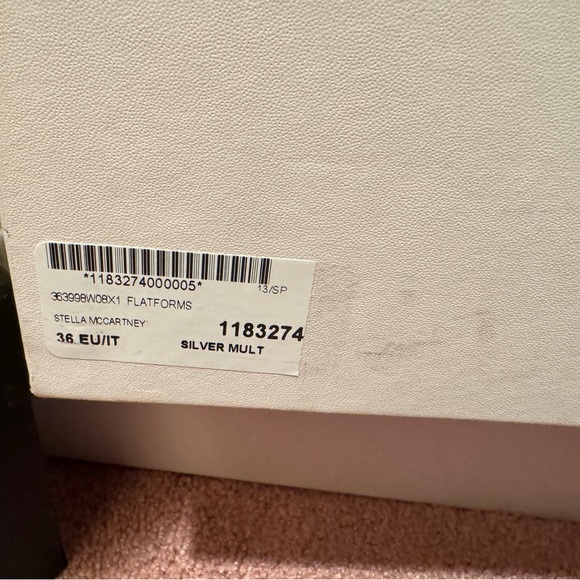 *1183274000005*
13/SP
363998W08X1 FLATFORMS
STELLA MCCARTNEY
1183274
36 EU/IT
SILVER MULT